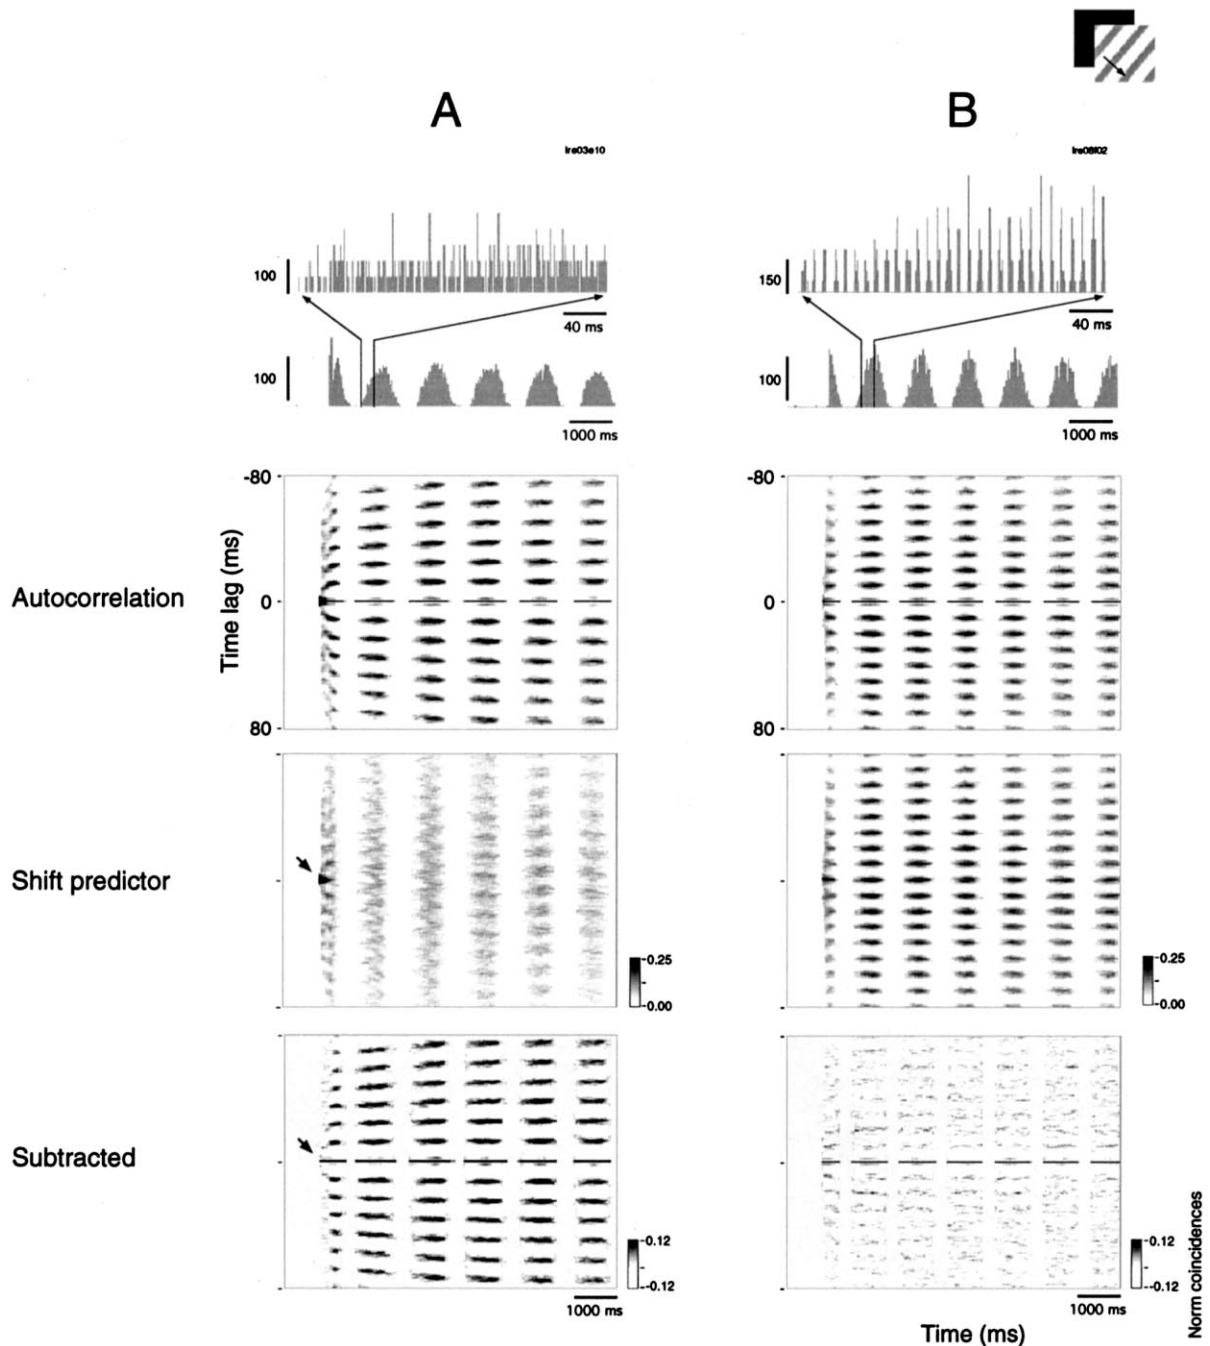 A
B
lre03e10
lre08f02
100
150
40 ms
40 ms
100
100
1000 ms
1000 ms
Autocorrelation
Time lag (ms)
-80
0
80
-80
0
80
Shift predictor
0.25
0.00
0.25
0.00
Subtracted
0.12
-0.12
0.12
-0.12
1000 ms
1000 ms
Time (ms)
Norm coincidences